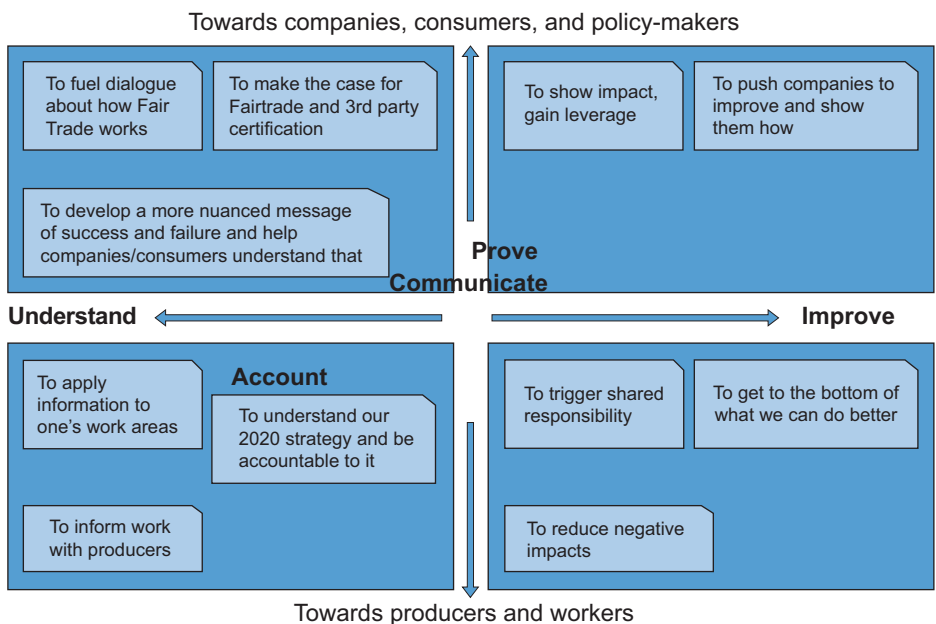 Towards companies, consumers, and policy-makers
To fuel dialogue
about how Fair
Trade works
To make the case for
Fairtrade and 3rd party
certification
To develop a more nuanced message
of success and failure and help
companies/consumers understand that
To show impact,
gain leverage
To push companies to
improve and show
them how
Prove
Communicate
Understand
Improve
To apply
information to
one’s work areas
Account
To understand our
2020 strategy and be
accountable to it
To inform work
with producers
To trigger shared
responsibility
To get to the bottom of
what we can do better
To reduce negative
impacts
Towards producers and workers